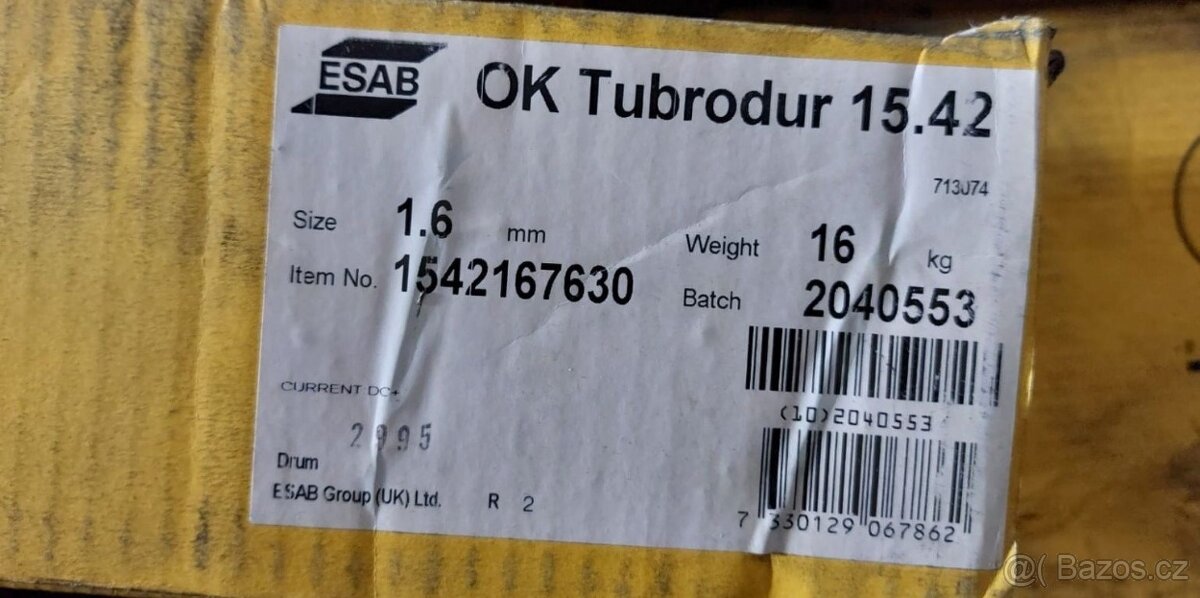 ESAB OK Tubrodur 15.42
713J74
Size 1.6 mm Weight 16 kg
Item No. 1542167630 Batch 2040553
(10)2040553
CURRENT DC+
2995
Drum
ESAB Group (UK) Ltd. R 2
7 330129 067862
@( Bazos.cz